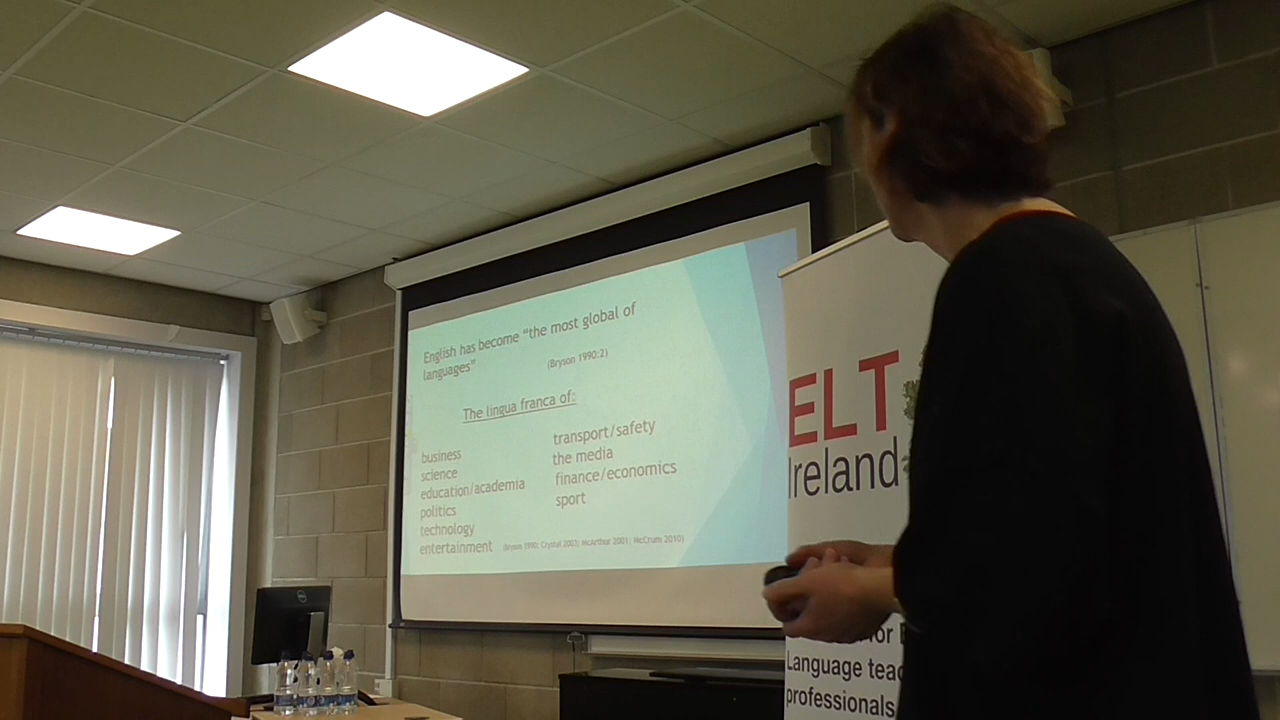 English has become “the most global of
languages”
(Bryson 1990:2)
The lingua franca of:
business
science
education/academia
politics
technology
entertainment
transport/safety
the media
finance/economics
sport
(Bryson 1990; Crystal 2003; McArthur 2001; McCrum 2010)
ELT
Ireland
for
Language
professionals
DELL